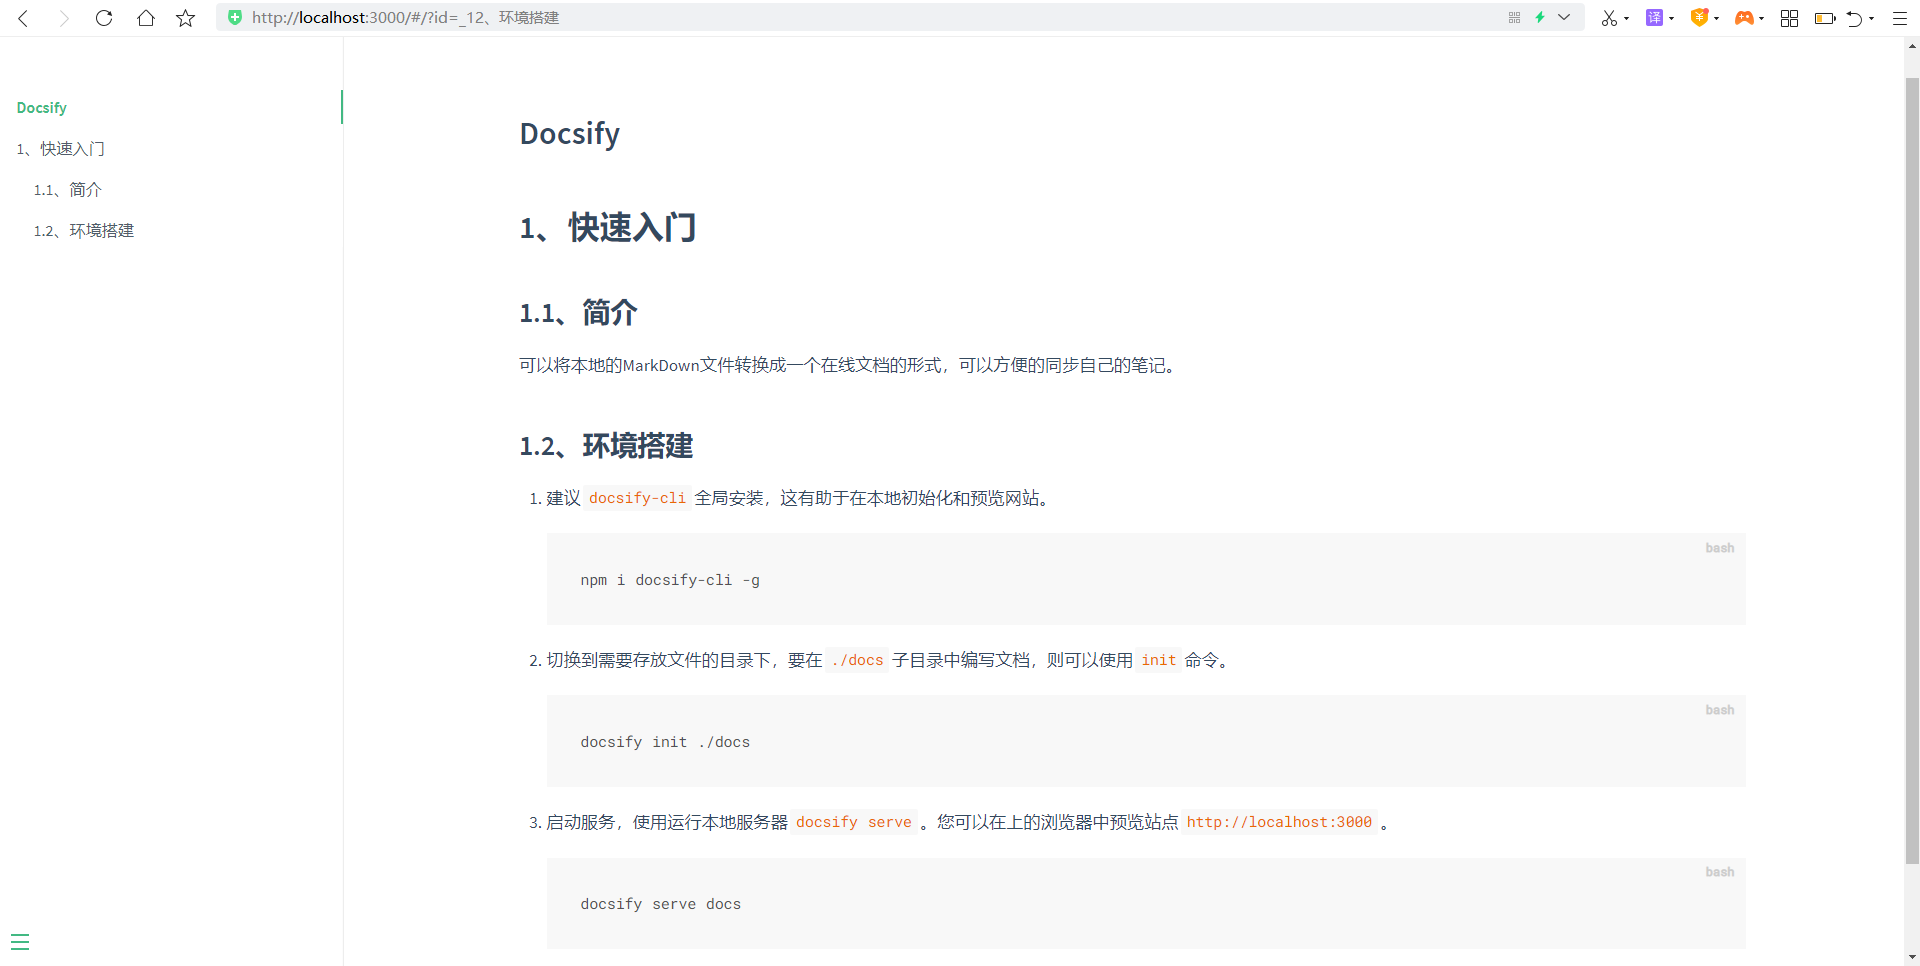 http://localhost:3000/#/?id=_12、环境搭建
译
Docsify
1、快速入门
1.1、简介
1.2、环境搭建
Docsify
1、快速入门
1.1、简介
可以将本地的MarkDown文件转换成一个在线文档的形式，可以方便的同步自己的笔记。
1.2、环境搭建
1. 建议 docsify-cli 全局安装，这有助于在本地初始化和预览网站。
bash
npm i docsify-cli -g
2. 切换到需要存放文件的目录下，要在 ./docs 子目录中编写文档，则可以使用 init 命令。
bash
docsify init ./docs
3. 启动服务，使用运行本地服务器 docsify serve 。您可以在上的浏览器中预览站点 http://localhost:3000 。
bash
docsify serve docs